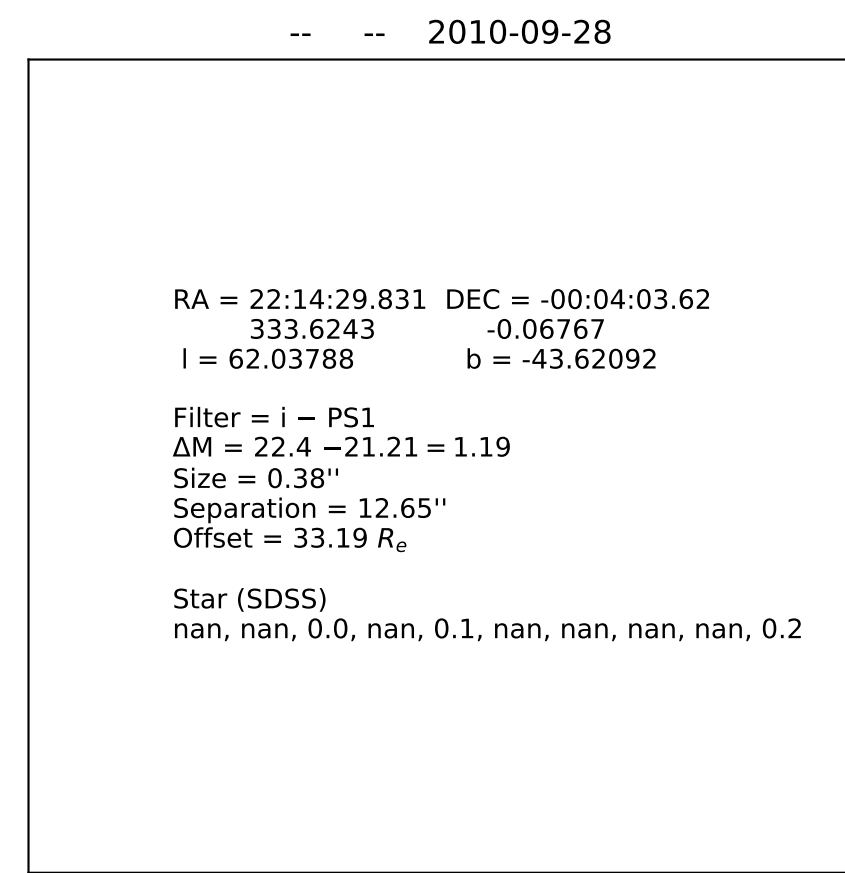 -- -- 2010-09-28
RA = 22:14:29.831 DEC = -00:04:03.62
333.6243 -0.06767
l = 62.03788 b = -43.62092
Filter = i − PS1
ΔM = 22.4 −21.21 = 1.19
Size = 0.38''
Separation = 12.65''
Offset = 33.19 Re
Star (SDSS)
nan, nan, 0.0, nan, 0.1, nan, nan, nan, nan, 0.2